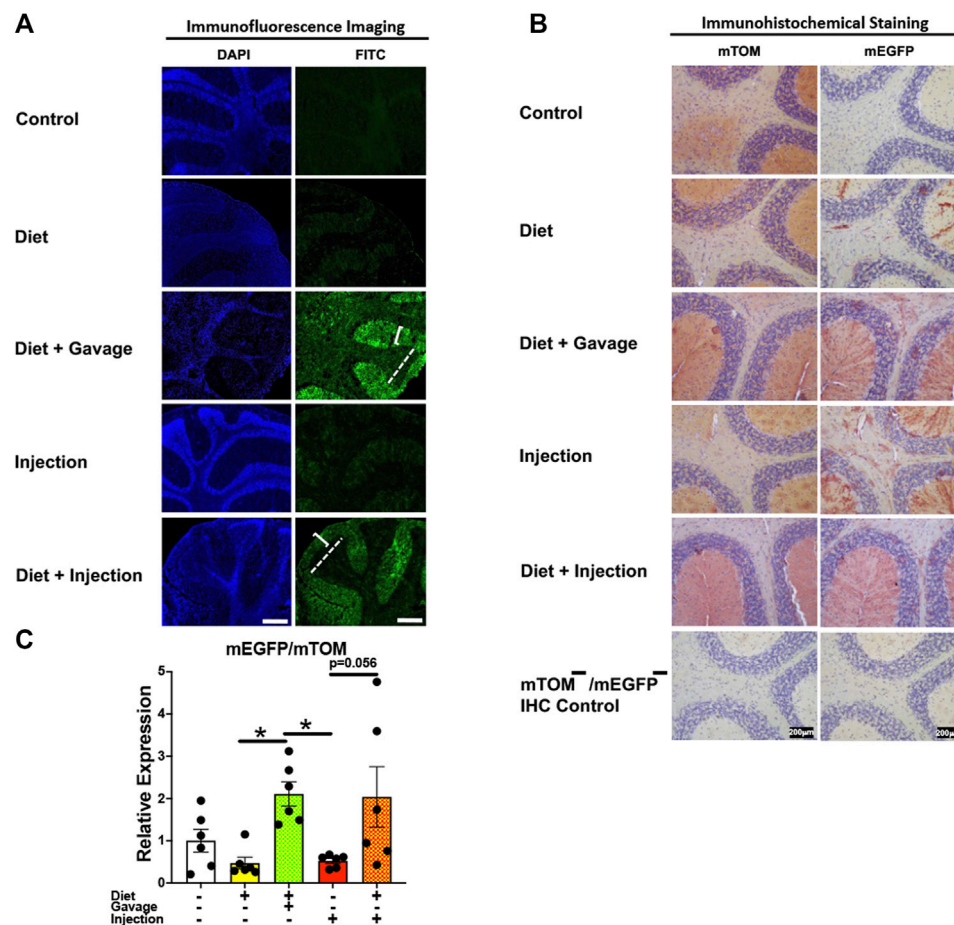 A
Immunofluorescence Imaging
DAPI FITC
Control
Diet
Diet + Gavage
Injection
Diet + Injection
B
Immunohistochemical Staining
mTOM mEGFP
Control
Diet
Diet + Gavage
Injection
Diet + Injection
mTOM¯/mEGFP¯
IHC Control
200µm 200µm
C
mEGFP/mTOM
p=0.056
* *
Relative Expression
5
4
3
2
1
0
Diet - + + - +
Gavage - - + - -
Injection - - - + +